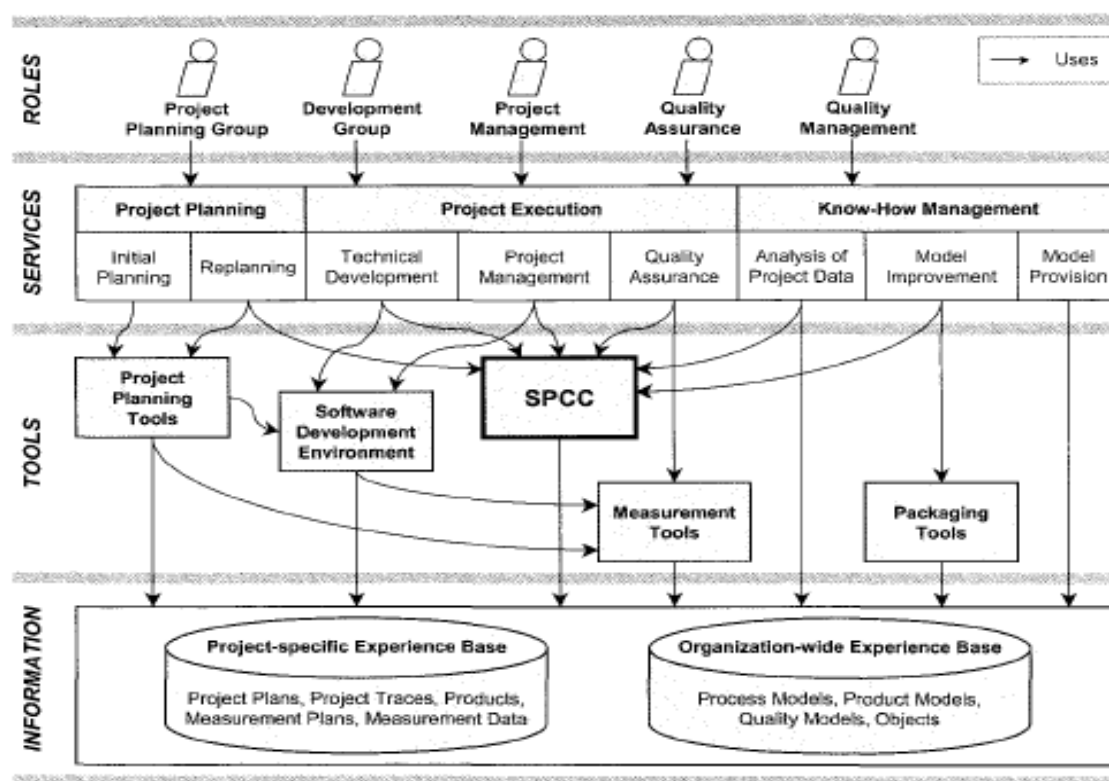 ROLES
Uses
Project
Planning Group
Development
Group
Project
Management
Quality
Assurance
Quality
Management
SERVICES
Project Planning
Project Execution
Know-How Management
Initial
Planning
Replanning
Technical
Development
Project
Management
Quality
Assurance
Analysis of
Project Data
Model
Improvement
Model
Provision
TOOLS
Project
Planning
Tools
Software
Development
Environment
SPCC
Measurement
Tools
Packaging
Tools
INFORMATION
Project-specific Experience Base
Project Plans, Project Traces, Products,
Measurement Plans, Measurement Data
Organization-wide Experience Base
Process Models, Product Models,
Quality Models, Objects